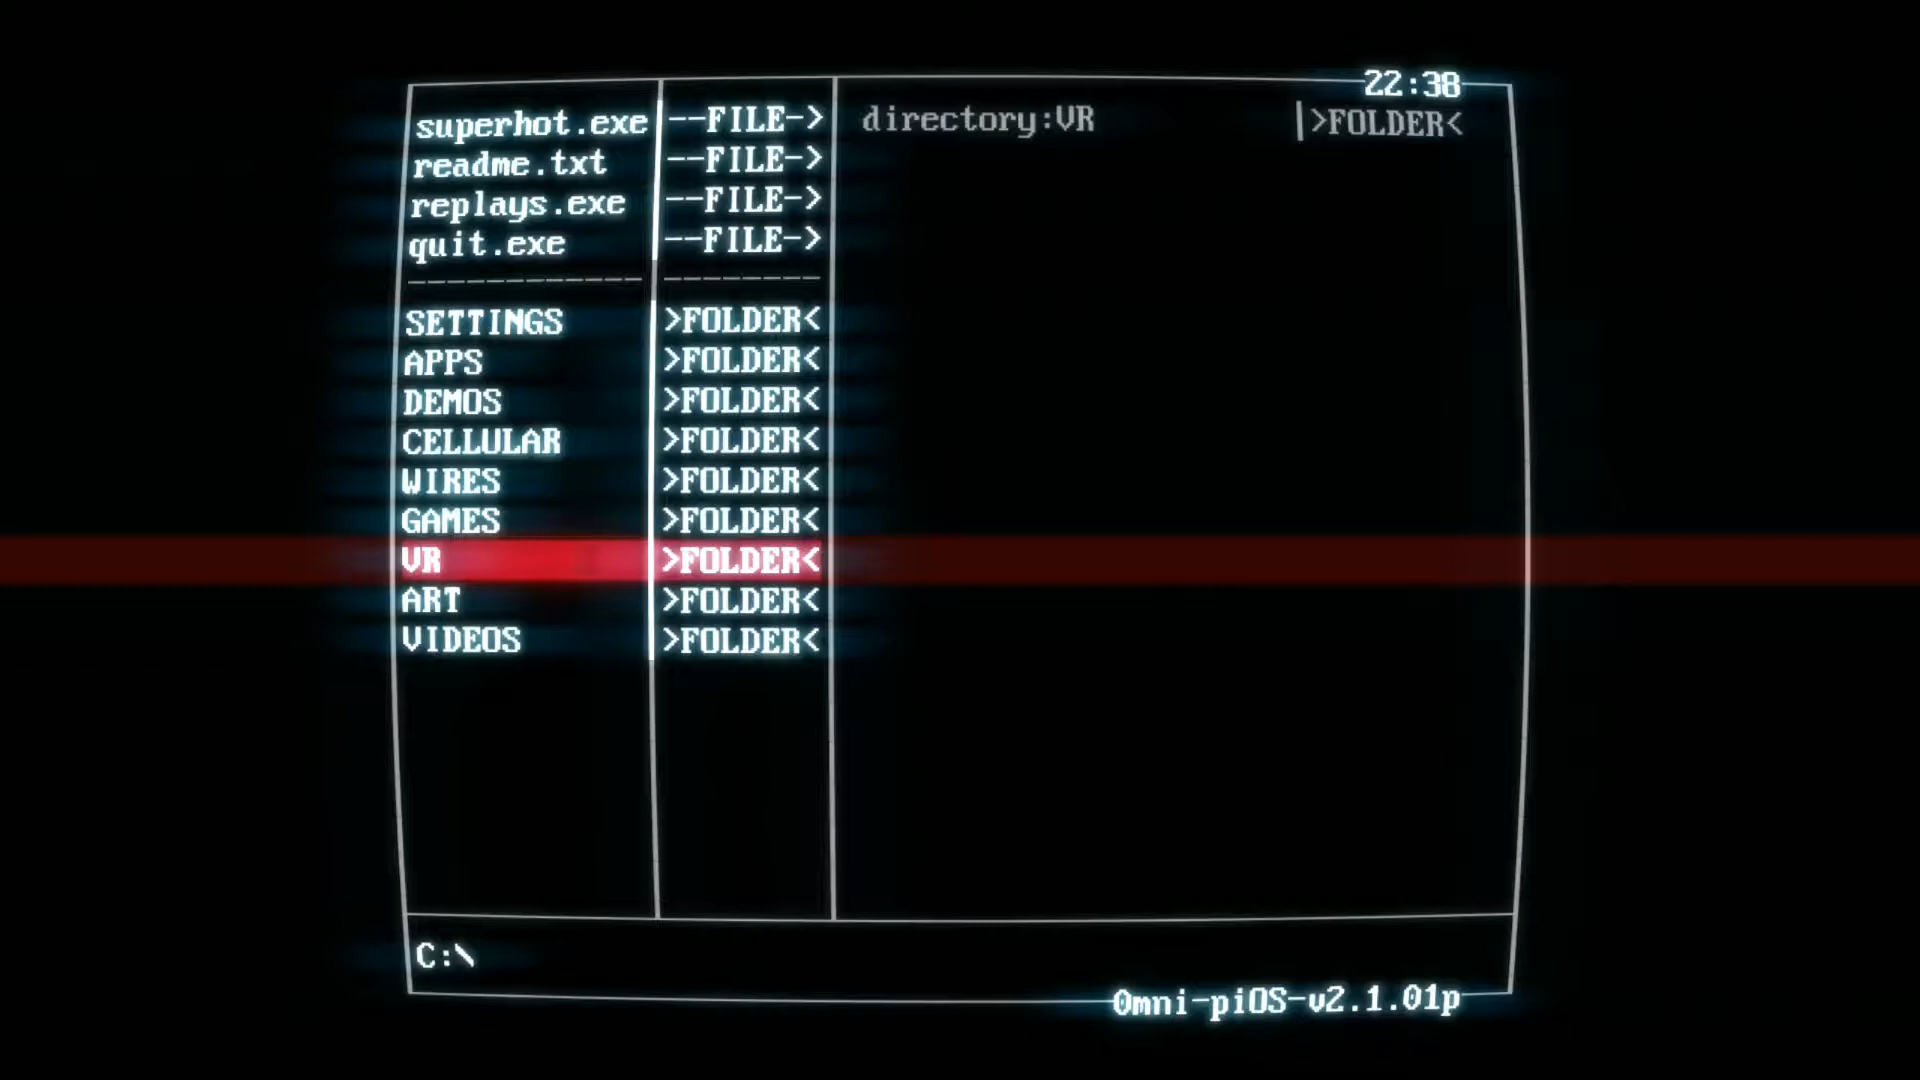 22:38
superhot.exe --FILE-> directory:VR |>FOLDER<
readme.txt --FILE->
replays.exe --FILE->
quit.exe --FILE->
SETTINGS >FOLDER<
APPS >FOLDER<
DEMOS >FOLDER<
CELLULAR >FOLDER<
WIRES >FOLDER<
GAMES >FOLDER<
VR >FOLDER<
ART >FOLDER<
VIDEOS >FOLDER<
C:\
0mni-piOS-v2.1.01p